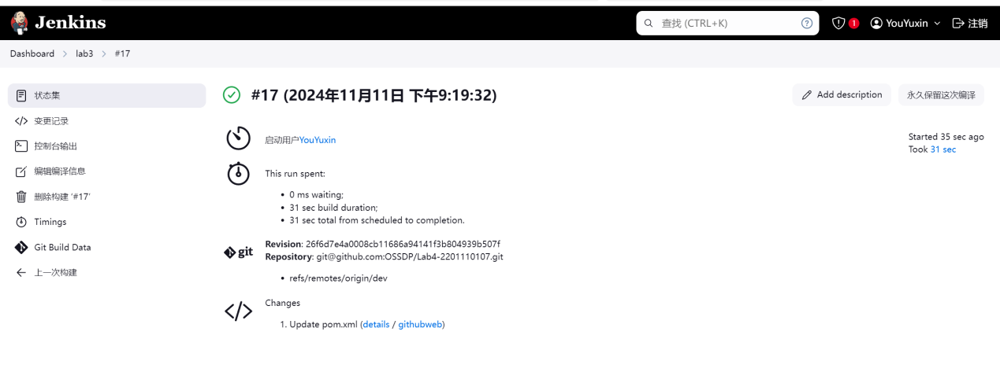 Jenkins
查找 (CTRL+K)
1
YouYuxin
注销
Dashboard > lab3 > #17
状态集
变更记录
控制台输出
编辑编译信息
删除构建 '#17'
Timings
Git Build Data
上一次构建
#17 (2024年11月11日 下午9:19:32)
Add description
永久保留这次编译
启动用户YouYuxin
Started 35 sec ago
Took 31 sec
This run spent:
• 0 ms waiting;
• 31 sec build duration;
• 31 sec total from scheduled to completion.
git
Revision: 26f6d7e4a0008cb11686a94141f3b804939b507f
Repository: git@github.com:OSSDP/Lab4-2201110107.git
• refs/remotes/origin/dev
Changes
1. Update pom.xml (details / githubweb)